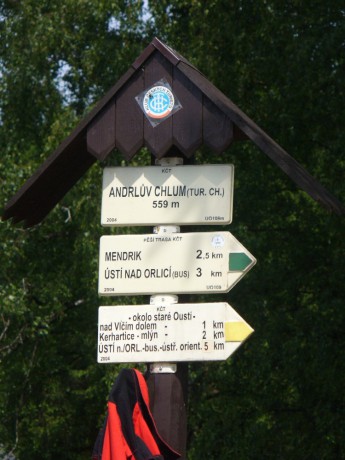 KČT
ANDRLŮV CHLUM (TUR. CH.)
559 m
2004
PĚŠÍ TRASA KČT
MENDRIK 2,5 km
ÚSTÍ NAD ORLICÍ (BUS) 3 km
2004
KČT
- okolo staré Oustí -
nad Vlčím dolem - 1 km
Kerhartice - mlýn - 2 km
ÚSTÍ n./ORL.-bus.-ústř. orient. 5 km
2004